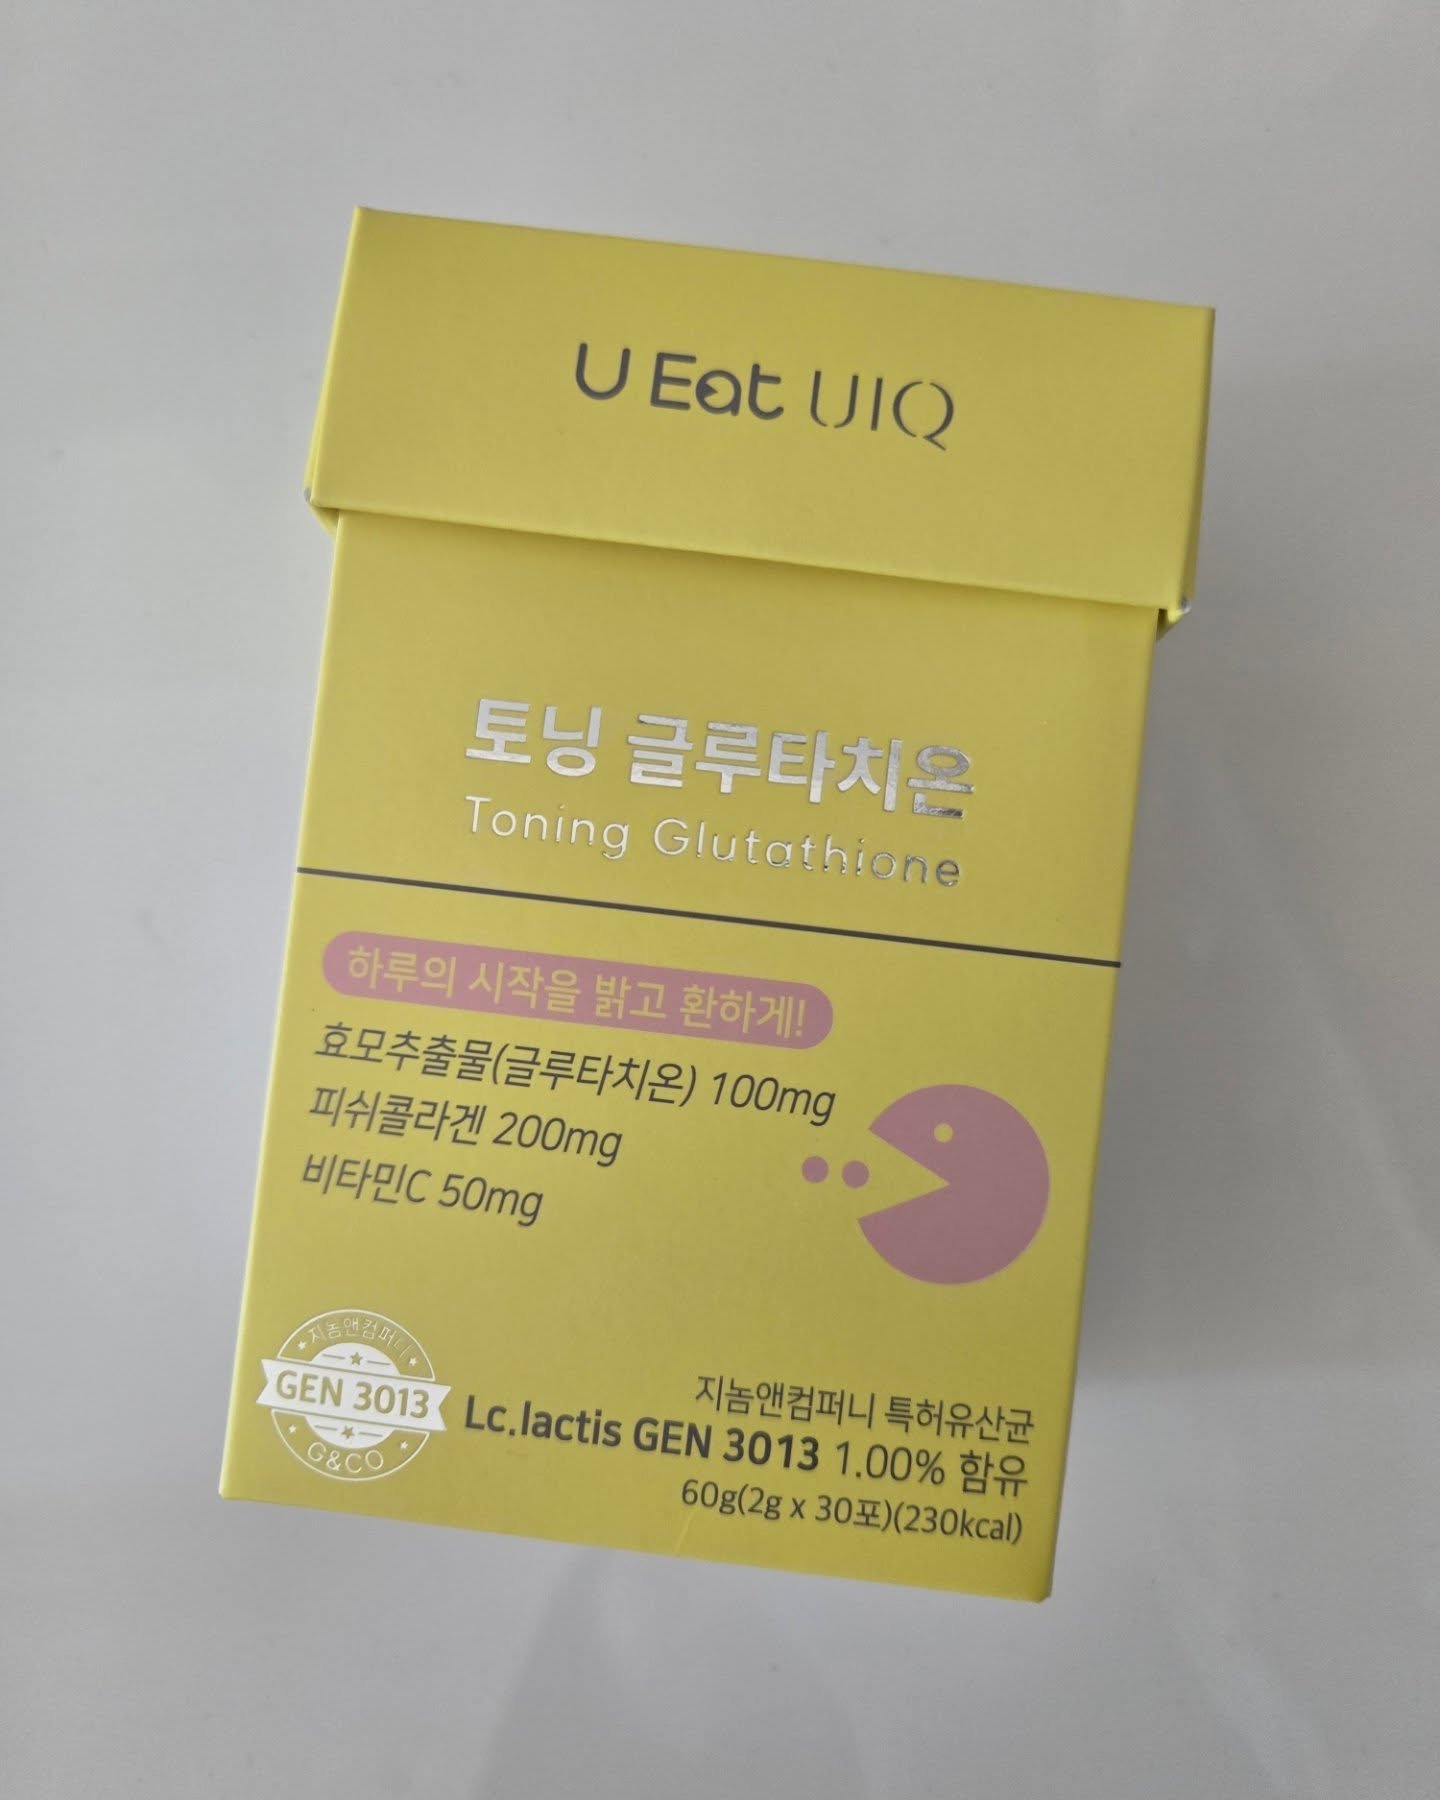 U Eat UIQ
토닝 글루타치온
Toning Glutathione
하루의 시작을 밝고 환하게!
효모추출물(글루타치온) 100mg
피쉬콜라겐 200mg
비타민C 50mg
지놈앤컴퍼니
GEN 3013
G&CO
지놈앤컴퍼니 특허유산균
Lc.lactis GEN 3013 1.00% 함유
60g(2g x 30포)(230kcal)